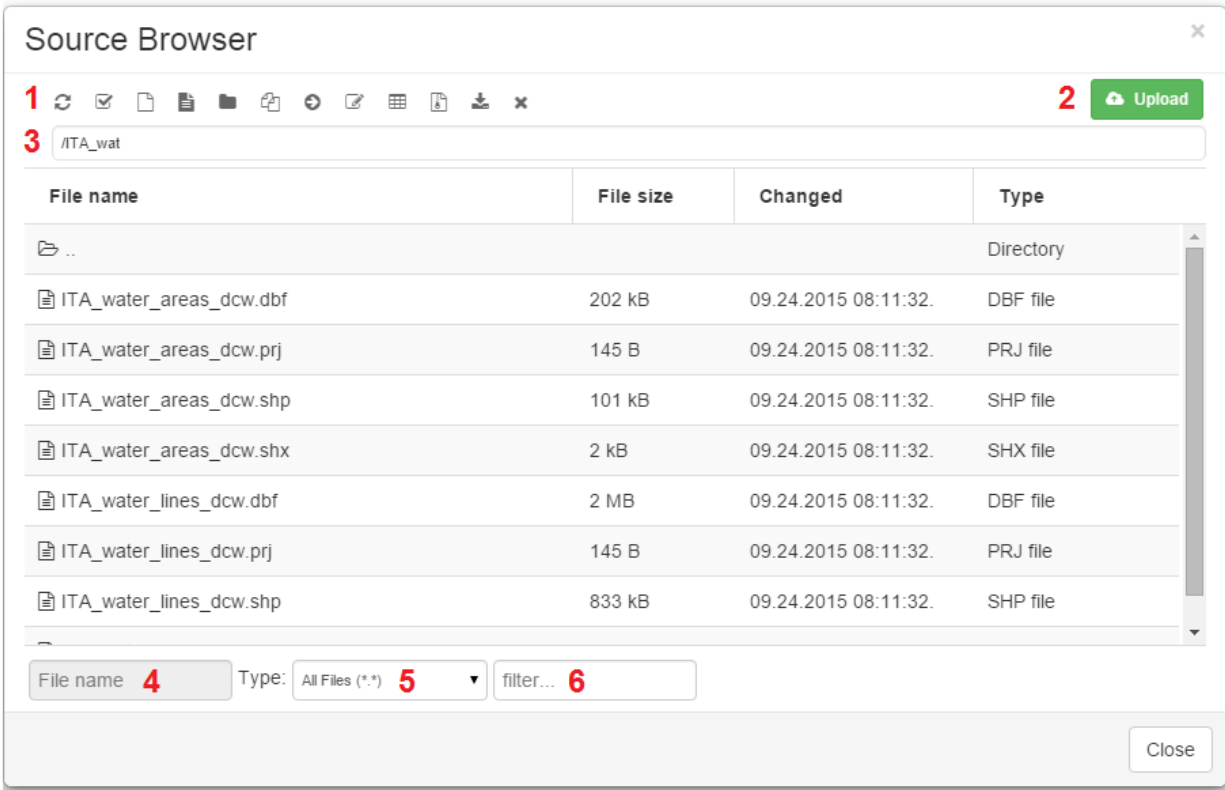 Source Browser
1
2 Upload
3 /ITA_wat
File name File size Changed Type
.. Directory
ITA_water_areas_dcw.dbf 202 kB 09.24.2015 08:11:32. DBF file
ITA_water_areas_dcw.prj 145 B 09.24.2015 08:11:32. PRJ file
ITA_water_areas_dcw.shp 101 kB 09.24.2015 08:11:32. SHP file
ITA_water_areas_dcw.shx 2 kB 09.24.2015 08:11:32. SHX file
ITA_water_lines_dcw.dbf 2 MB 09.24.2015 08:11:32. DBF file
ITA_water_lines_dcw.prj 145 B 09.24.2015 08:11:32. PRJ file
ITA_water_lines_dcw.shp 833 kB 09.24.2015 08:11:32. SHP file
File name 4 Type: All Files (*.*) 5 filter... 6
Close